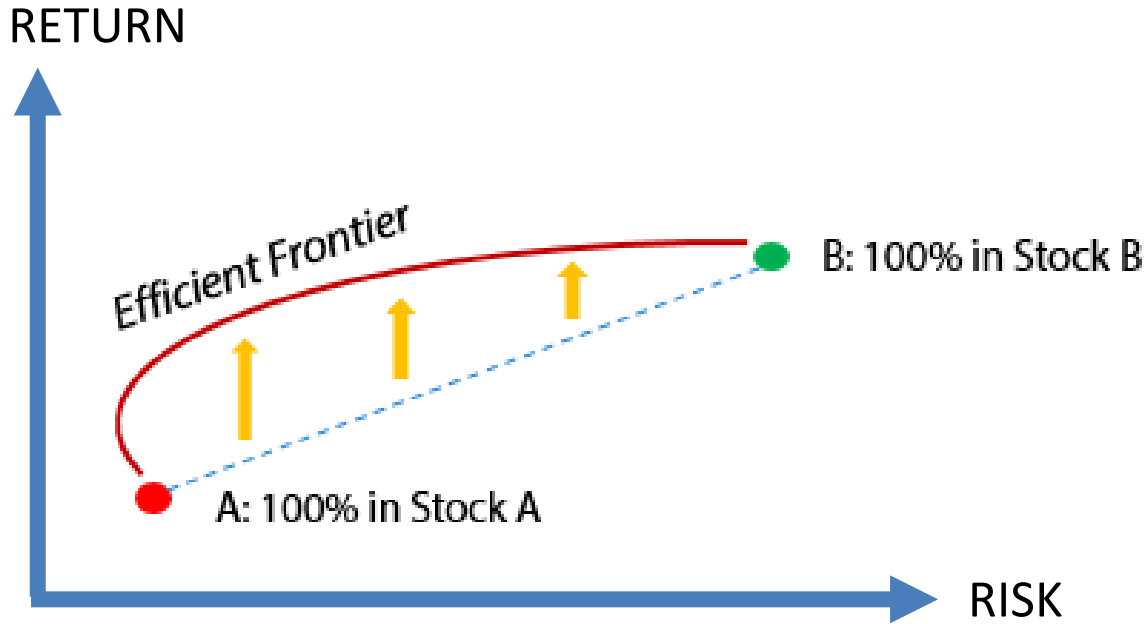 RETURN
Efficient Frontier
B: 100% in Stock B
A: 100% in Stock A
RISK